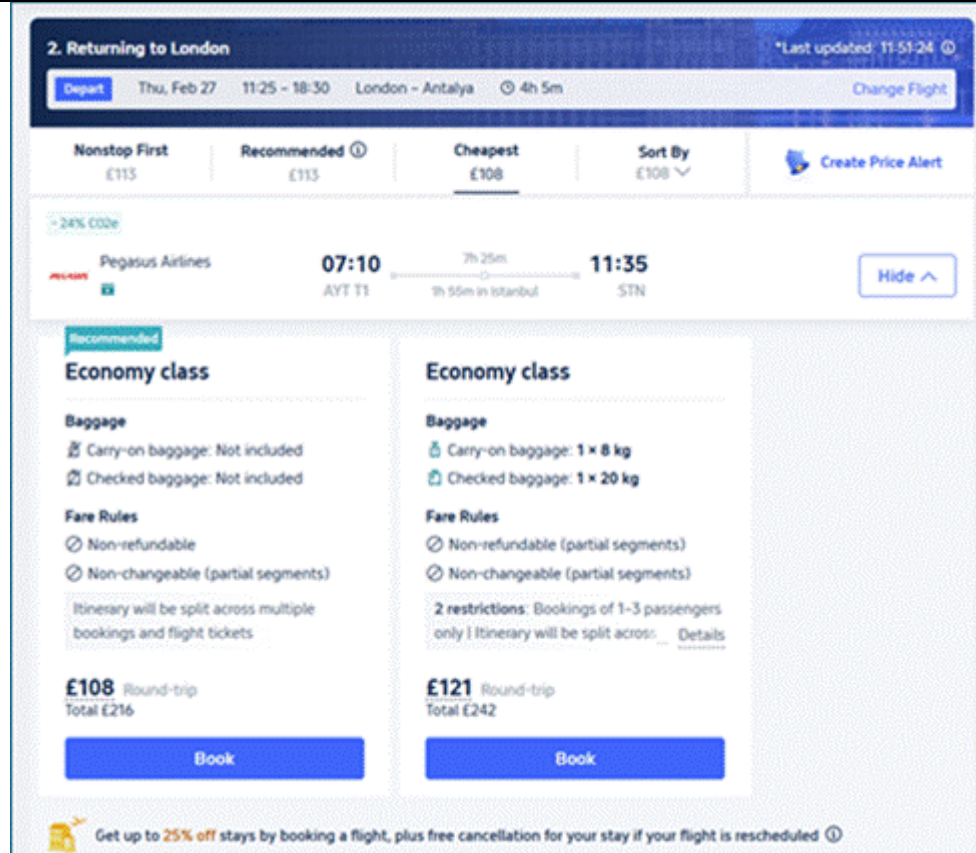 2. Returning to London
*Last updated: 11:51:24
Depart Thu, Feb 27 11:25 – 18:30 London – Antalya 4h 5m Change Flight
Nonstop First Recommended Cheapest Sort By Create Price Alert
£113 £113 £108 £108
- 24% CO2e
Pegasus Airlines 07:10 7h 25m 11:35 Hide
PEGASUS AYT T1 1h 55m in Istanbul STN
Recommended
Economy class
Baggage
Carry-on baggage: Not included
Checked baggage: Not included
Fare Rules
Non-refundable
Non-changeable (partial segments)
Itinerary will be split across multiple
bookings and flight tickets
£108 Round-trip
Total £216
Book
Economy class
Baggage
Carry-on baggage: 1 × 8 kg
Checked baggage: 1 × 20 kg
Fare Rules
Non-refundable (partial segments)
Non-changeable (partial segments)
2 restrictions: Bookings of 1-3 passengers
only | Itinerary will be split across... Details
£121 Round-trip
Total £242
Book
Get up to 25% off stays by booking a flight, plus free cancellation for your stay if your flight is rescheduled